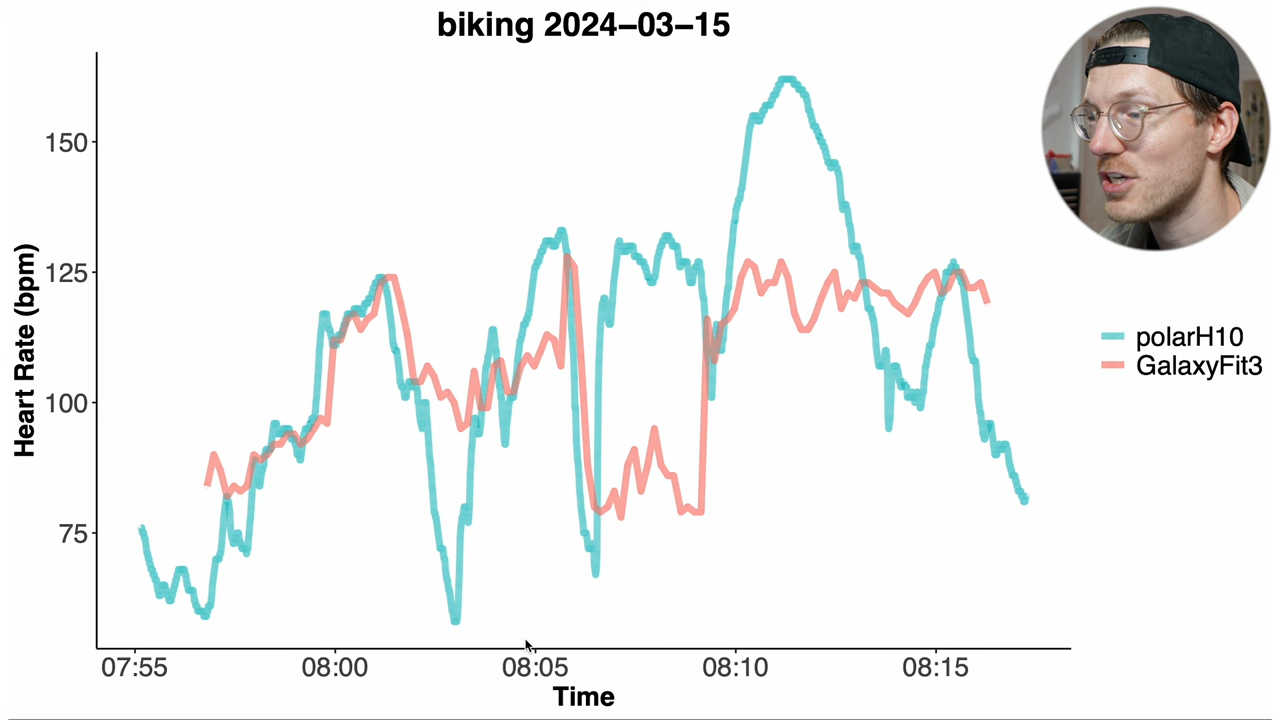 biking 2024–03–15
Heart Rate (bpm)
150
125
100
75
07:55
08:00
08:05
08:10
08:15
Time
polarH10
GalaxyFit3